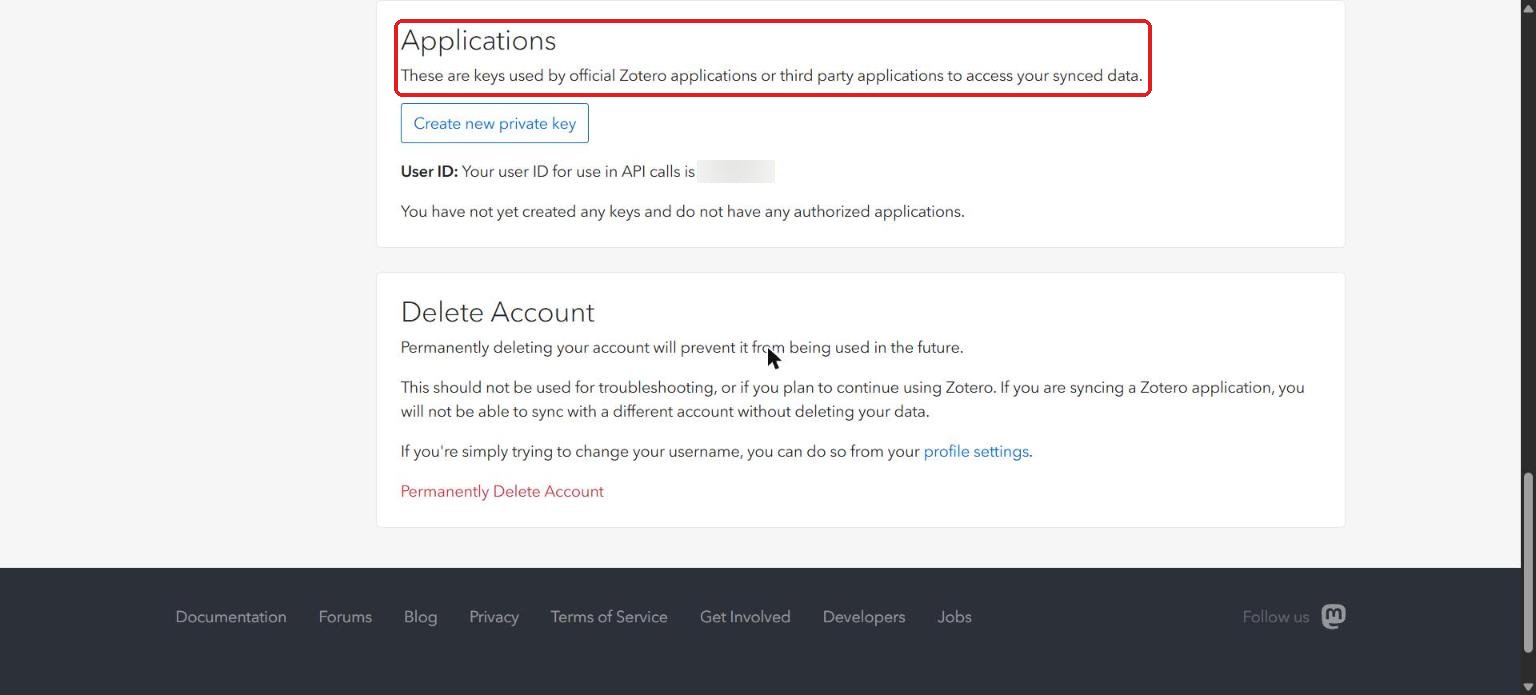 Applications
These are keys used by official Zotero applications or third party applications to access your synced data.
Create new private key
User ID: Your user ID for use in API calls is
You have not yet created any keys and do not have any authorized applications.
Delete Account
Permanently deleting your account will prevent it from being used in the future.
This should not be used for troubleshooting, or if you plan to continue using Zotero. If you are syncing a Zotero application, you
will not be able to sync with a different account without deleting your data.
If you're simply trying to change your username, you can do so from your profile settings.
Permanently Delete Account
Documentation Forums Blog Privacy Terms of Service Get Involved Developers Jobs Follow us